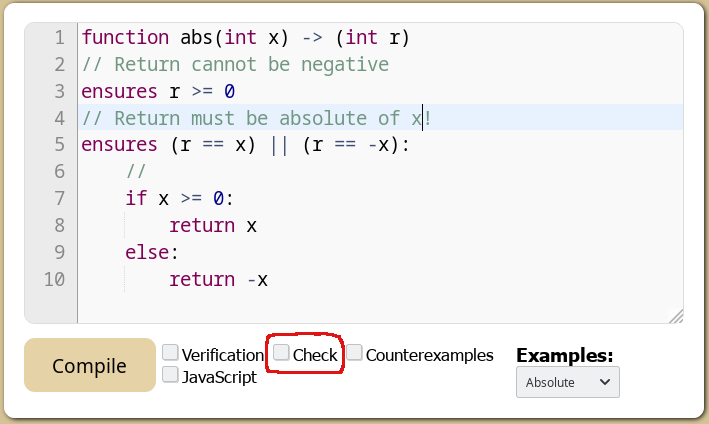 1 function abs(int x) -> (int r)
2 // Return cannot be negative
3 ensures r >= 0
4 // Return must be absolute of x!
5 ensures (r == x) || (r == -x):
6     //
7     if x >= 0:
8         return x
9     else:
10         return -x
Compile Verification Check Counterexamples Examples:
JavaScript Absolute